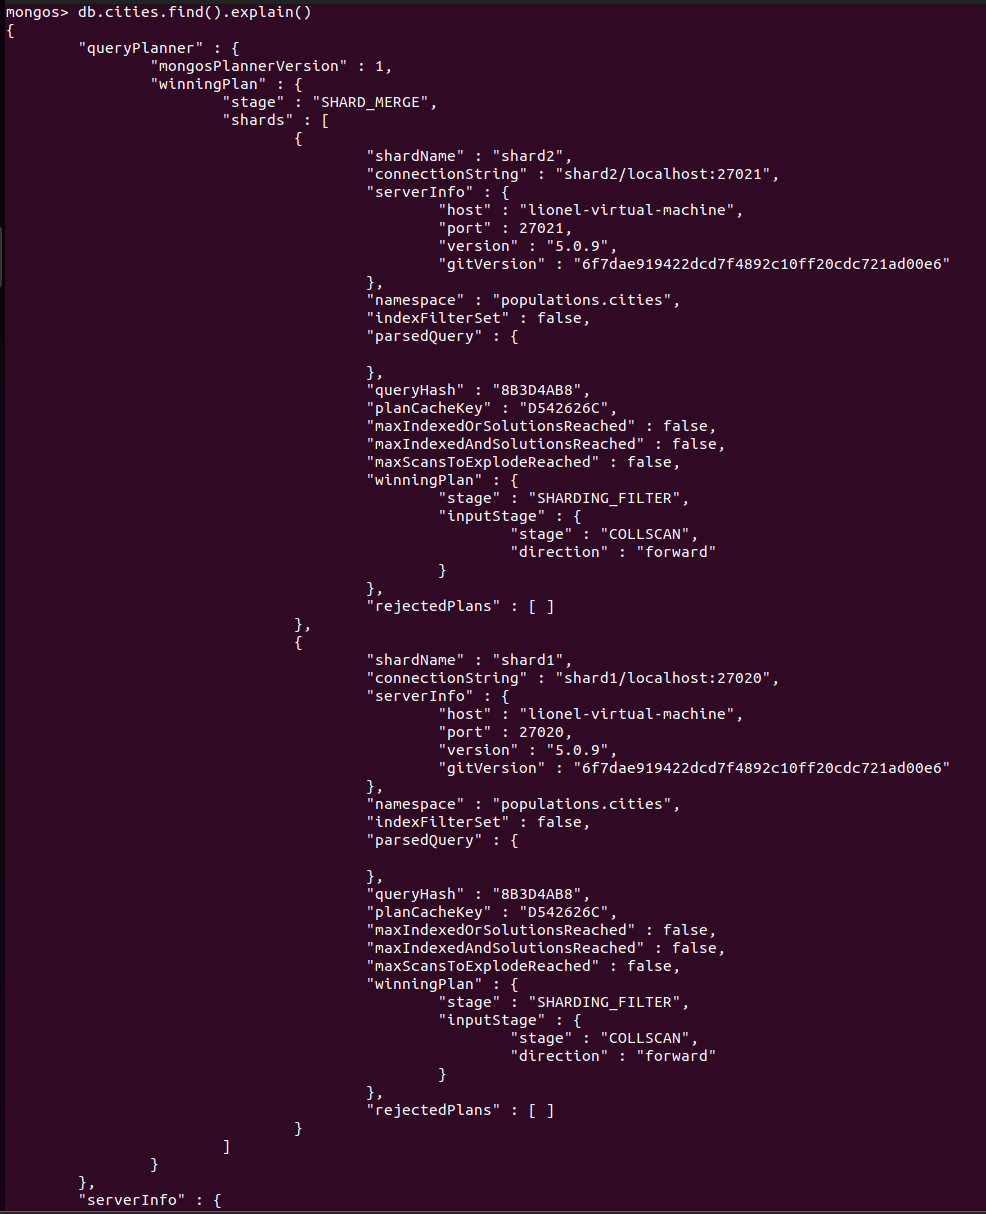 mongos> db.cities.find().explain()
{
        "queryPlanner" : {
                "mongosPlannerVersion" : 1,
                "winningPlan" : {
                        "stage" : "SHARD_MERGE",
                        "shards" : [
                                {
                                        "shardName" : "shard2",
                                        "connectionString" : "shard2/localhost:27021",
                                        "serverInfo" : {
                                                "host" : "lionel-virtual-machine",
                                                "port" : 27021,
                                                "version" : "5.0.9",
                                                "gitVersion" : "6f7dae919422dcd7f4892c10ff20cdc721ad00e6"
                                        },
                                        "namespace" : "populations.cities",
                                        "indexFilterSet" : false,
                                        "parsedQuery" : {

                                        },
                                        "queryHash" : "8B3D4AB8",
                                        "planCacheKey" : "D542626C",
                                        "maxIndexedOrSolutionsReached" : false,
                                        "maxIndexedAndSolutionsReached" : false,
                                        "maxScansToExplodeReached" : false,
                                        "winningPlan" : {
                                                "stage" : "SHARDING_FILTER",
                                                "inputStage" : {
                                                        "stage" : "COLLSCAN",
                                                        "direction" : "forward"
                                                }
                                        },
                                        "rejectedPlans" : [ ]
                                },
                                {
                                        "shardName" : "shard1",
                                        "connectionString" : "shard1/localhost:27020",
                                        "serverInfo" : {
                                                "host" : "lionel-virtual-machine",
                                                "port" : 27020,
                                                "version" : "5.0.9",
                                                "gitVersion" : "6f7dae919422dcd7f4892c10ff20cdc721ad00e6"
                                        },
                                        "namespace" : "populations.cities",
                                        "indexFilterSet" : false,
                                        "parsedQuery" : {

                                        },
                                        "queryHash" : "8B3D4AB8",
                                        "planCacheKey" : "D542626C",
                                        "maxIndexedOrSolutionsReached" : false,
                                        "maxIndexedAndSolutionsReached" : false,
                                        "maxScansToExplodeReached" : false,
                                        "winningPlan" : {
                                                "stage" : "SHARDING_FILTER",
                                                "inputStage" : {
                                                        "stage" : "COLLSCAN",
                                                        "direction" : "forward"
                                                }
                                        },
                                        "rejectedPlans" : [ ]
                                }
                        ]
                }
        },
        "serverInfo" : {